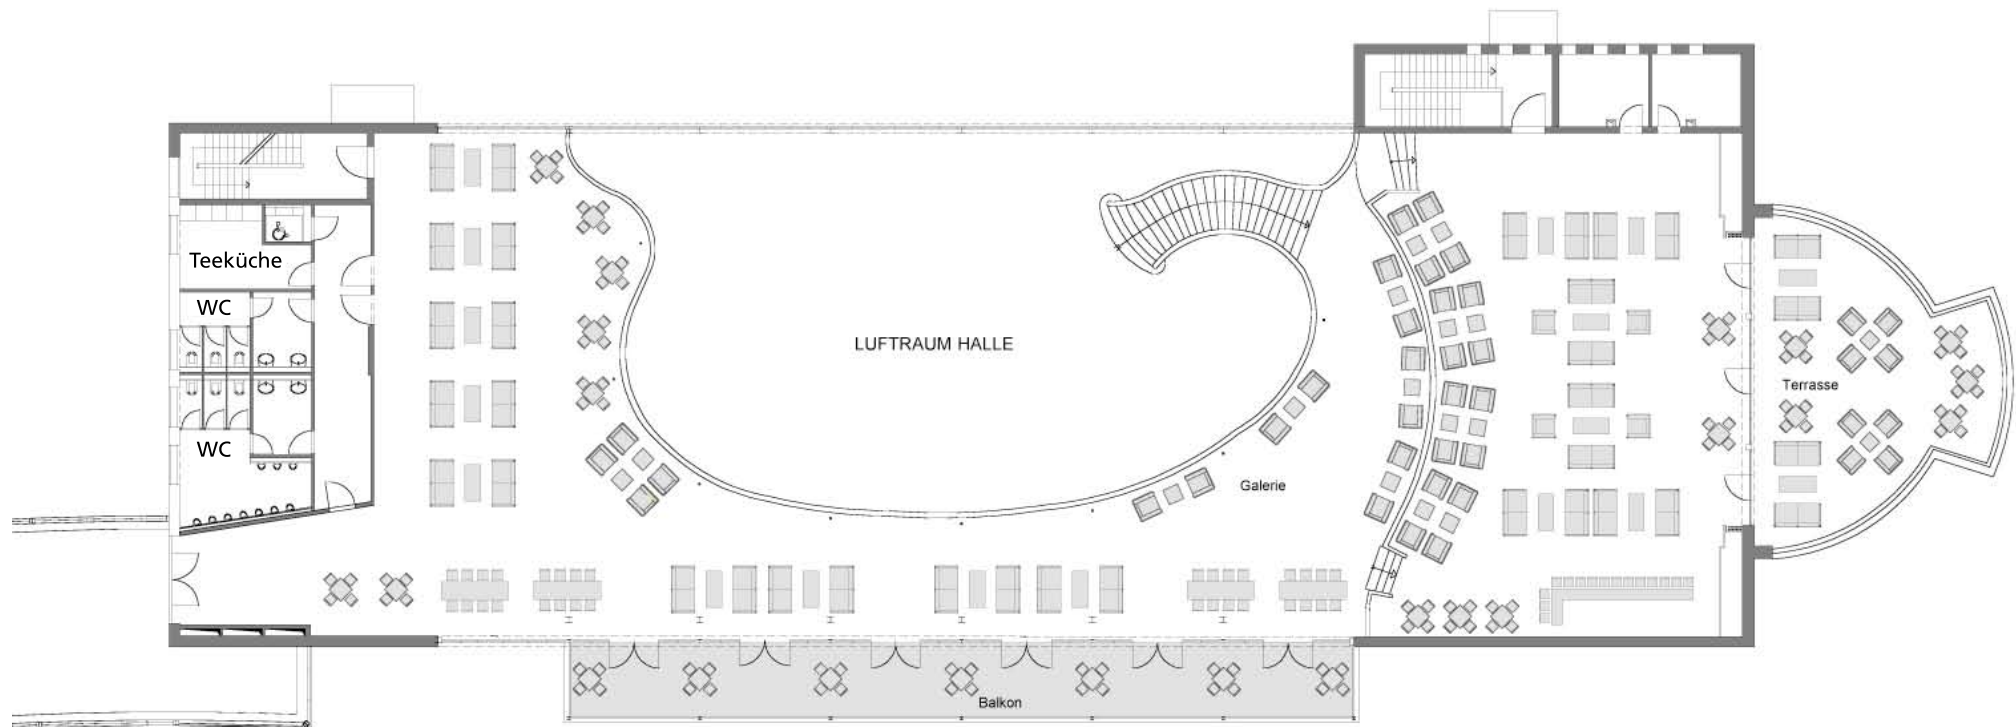 Teeküche
WC
LUFTRAUM HALLE
Terrasse
WC
Galerie
Balkon